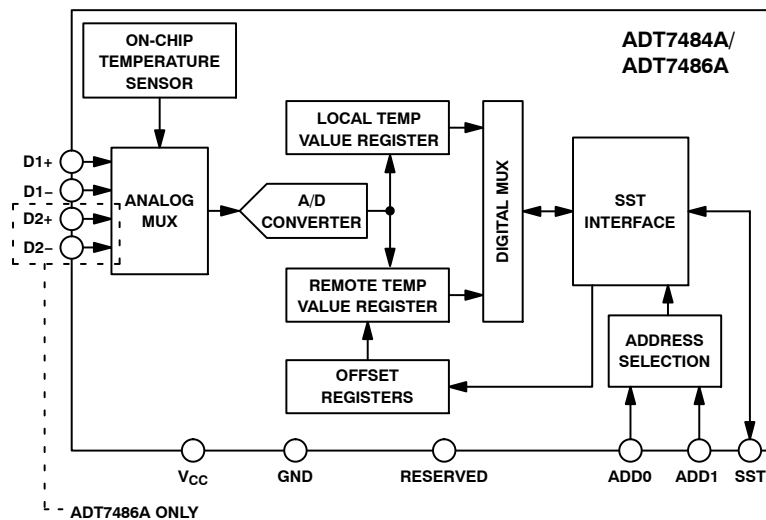 ON-CHIP
TEMPERATURE
SENSOR
ADT7484A/
ADT7486A
LOCAL TEMP
VALUE REGISTER
D1+
D1−
D2+
D2−
ANALOG
MUX
A/D
CONVERTER
DIGITAL MUX
SST
INTERFACE
REMOTE TEMP
VALUE REGISTER
ADDRESS
SELECTION
OFFSET
REGISTERS
VCC
GND
RESERVED
ADD0
ADD1
SST
ADT7486A ONLY